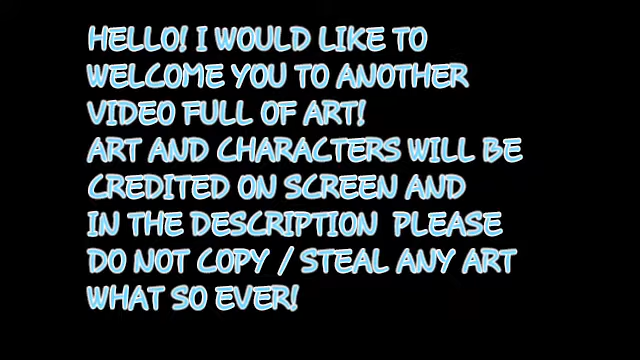 HELLO! I WOULD LIKE TO
WELCOME YOU TO ANOTHER
VIDEO FULL OF ART!
ART AND CHARACTERS WILL BE
CREDITED ON SCREEN AND
IN THE DESCRIPTION PLEASE
DO NOT COPY / STEAL ANY ART
WHAT SO EVER!